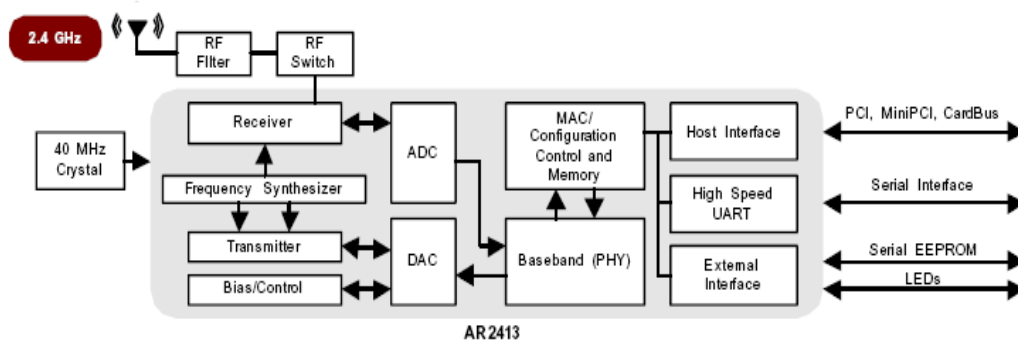 2.4 GHz
RF
Filter
RF
Switch
40 MHz
Crystal
Receiver
ADC
MAC/
Configuration
Control and
Memory
Host Interface
PCI, MiniPCI, CardBus
Frequency Synthesizer
High Speed
UART
Serial Interface
Transmitter
DAC
Baseband (PHY)
External
Interface
Serial EEPROM
Bias/Control
LEDs
AR2413